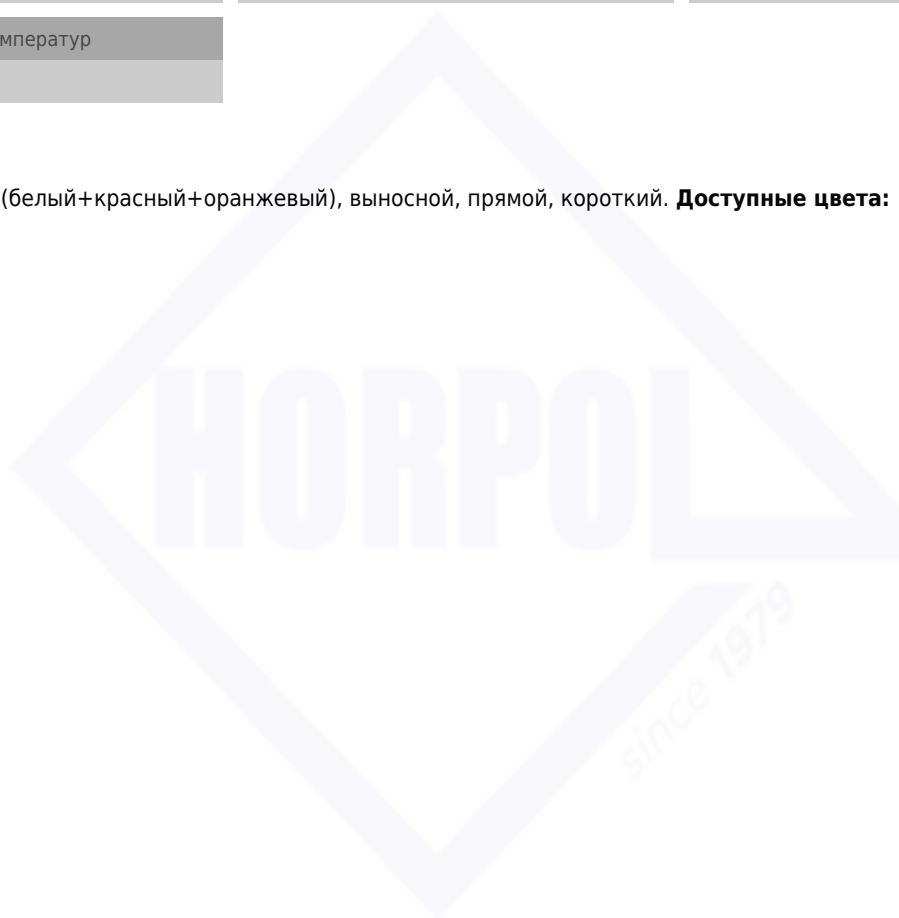 мператур
(белый+красный+оранжевый), выносной, прямой, короткий. Доступные цвета:
HORPOL
since 1979